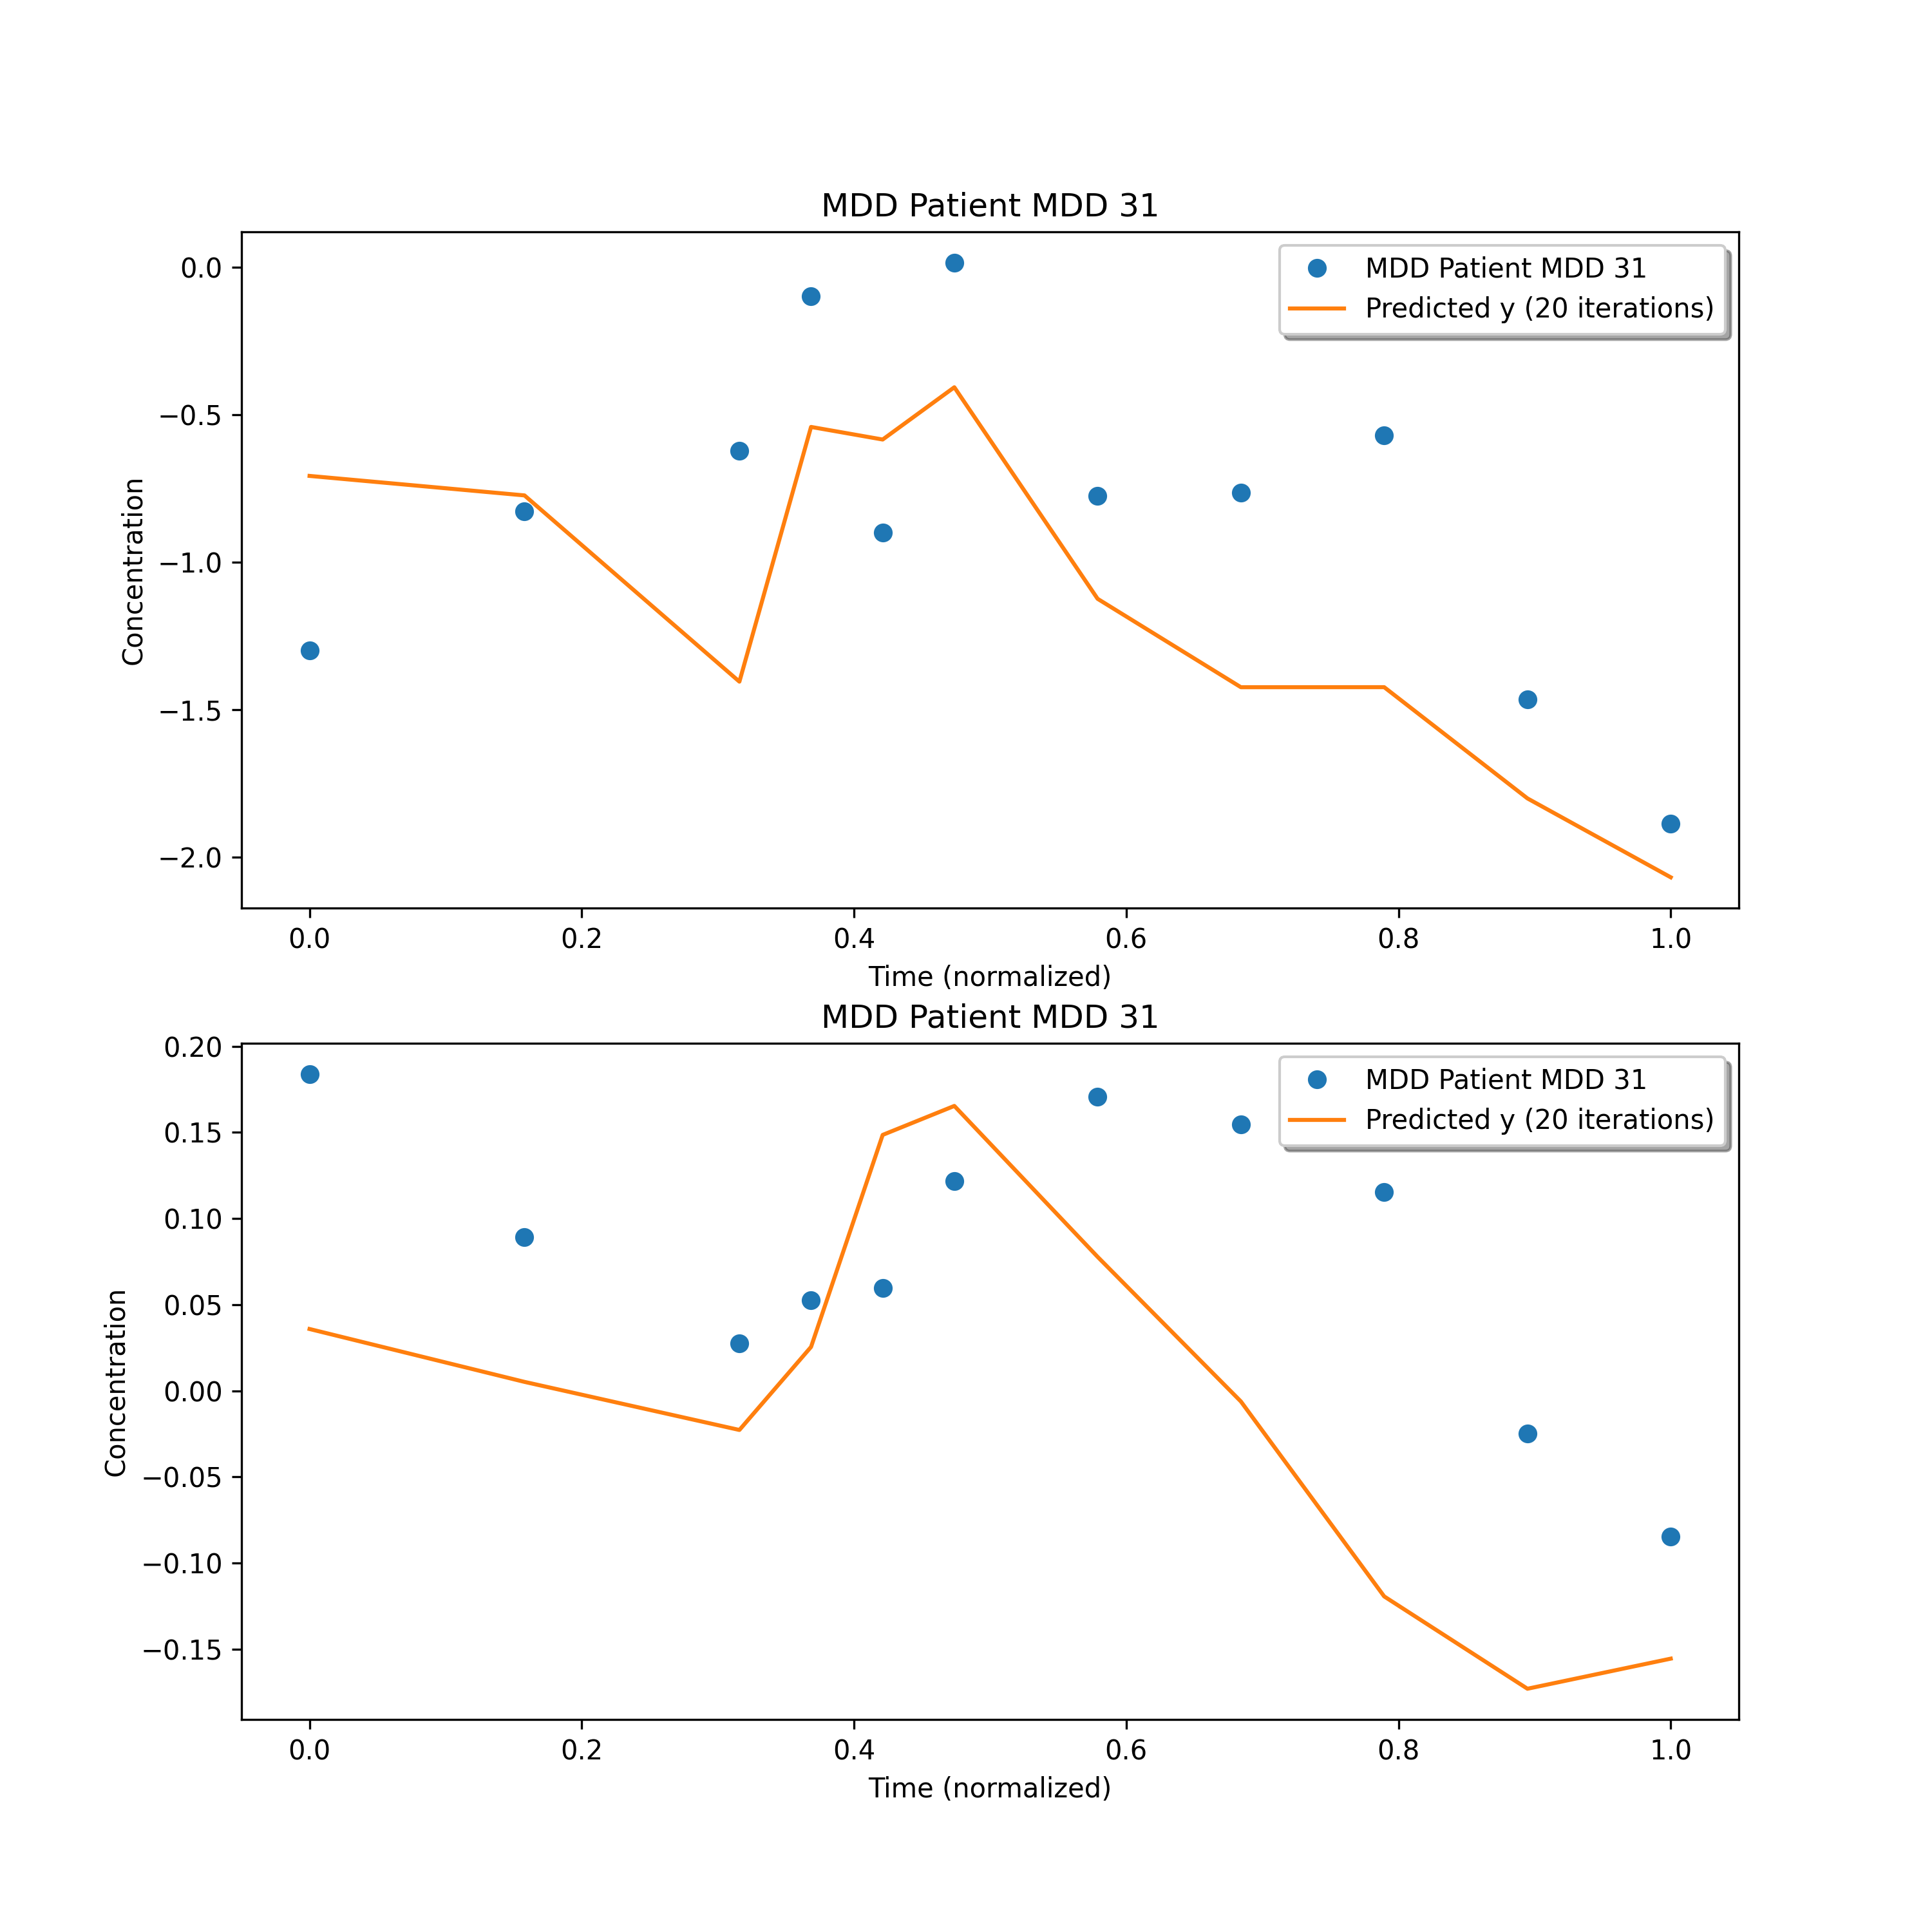 MDD Patient MDD 31
0.0
−0.5
−1.0
−1.5
−2.0
Concentration
MDD Patient MDD 31
Predicted y (20 iterations)
0.0 0.2 0.4 0.6 0.8 1.0
Time (normalized)
MDD Patient MDD 31
0.20
0.15
0.10
0.05
0.00
−0.05
−0.10
−0.15
Concentration
MDD Patient MDD 31
Predicted y (20 iterations)
0.0 0.2 0.4 0.6 0.8 1.0
Time (normalized)